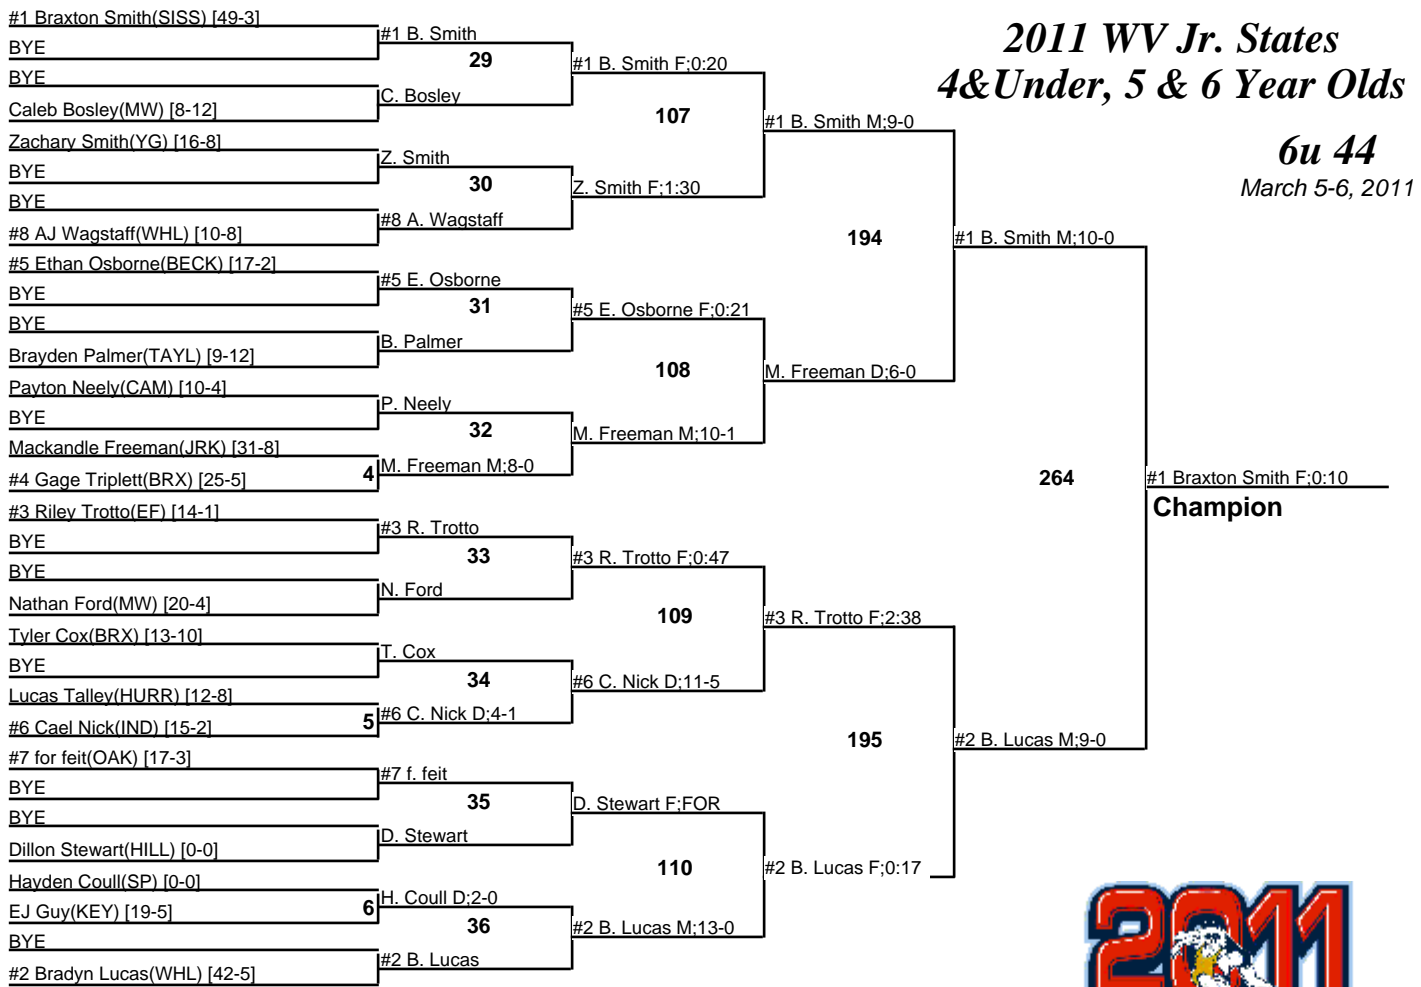 2011 WV Jr. States
4&Under, 5 & 6 Year Olds
6u 44
March 5-6, 2011
#1 Braxton Smith(SISS) [49-3]
BYE
BYE
Caleb Bosley(MW) [8-12]
Zachary Smith(YG) [16-8]
BYE
BYE
#8 AJ Wagstaff(WHL) [10-8]
#5 Ethan Osborne(BECK) [17-2]
BYE
BYE
Brayden Palmer(TAYL) [9-12]
Payton Neely(CAM) [10-4]
BYE
Mackandle Freeman(JRK) [31-8]
#4 Gage Triplett(BRX) [25-5]
#3 Riley Trotto(EF) [14-1]
BYE
BYE
Nathan Ford(MW) [20-4]
Tyler Cox(BRX) [13-10]
BYE
Lucas Talley(HURR) [12-8]
#6 Cael Nick(IND) [15-2]
#7 for feit(OAK) [17-3]
BYE
BYE
Dillon Stewart(HILL) [0-0]
Hayden Coull(SP) [0-0]
EJ Guy(KEY) [19-5]
BYE
#2 Bradyn Lucas(WHL) [42-5]
4
5
6
#1 B. Smith
29
C. Bosley
Z. Smith
30
#8 A. Wagstaff
#5 E. Osborne
31
B. Palmer
P. Neely
32
M. Freeman M;8-0
#3 R. Trotto
33
N. Ford
T. Cox
34
#6 C. Nick D;4-1
#7 f. feit
35
D. Stewart
H. Coull D;2-0
36
#2 B. Lucas
#1 B. Smith F;0:20
107
Z. Smith F;1:30
#5 E. Osborne F;0:21
108
M. Freeman M;10-1
#3 R. Trotto F;0:47
109
#6 C. Nick D;11-5
D. Stewart F;FOR
110
#2 B. Lucas M;13-0
#1 B. Smith M;9-0
194
M. Freeman D;6-0
#3 R. Trotto F;2:38
195
#2 B. Lucas F;0:17
#1 B. Smith M;10-0
264
#2 B. Lucas M;9-0
#1 Braxton Smith F;0:10
Champion
2011